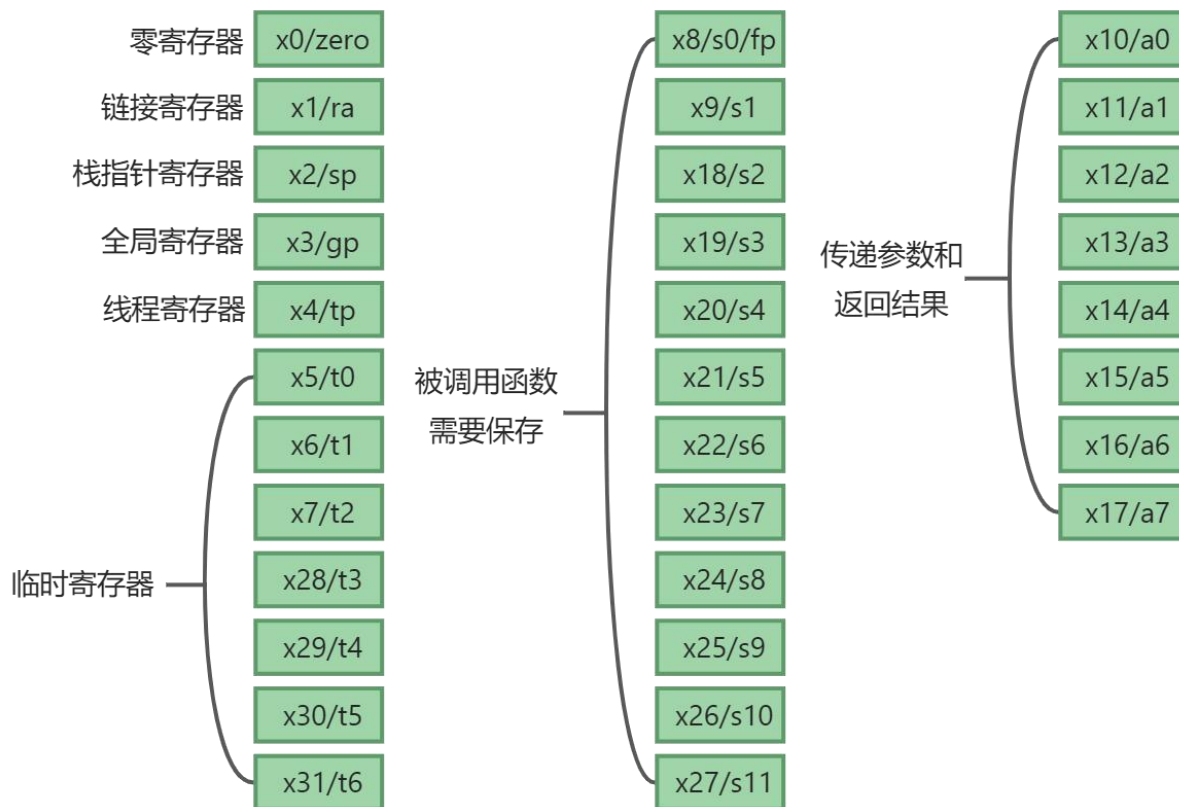 零寄存器
x0/zero
链接寄存器
x1/ra
栈指针寄存器
x2/sp
全局寄存器
x3/gp
线程寄存器
x4/tp
临时寄存器
x5/t0
x6/t1
x7/t2
x28/t3
x29/t4
x30/t5
x31/t6
被调用函数
需要保存
x8/s0/fp
x9/s1
x18/s2
x19/s3
x20/s4
x21/s5
x22/s6
x23/s7
x24/s8
x25/s9
x26/s10
x27/s11
传递参数和
返回结果
x10/a0
x11/a1
x12/a2
x13/a3
x14/a4
x15/a5
x16/a6
x17/a7